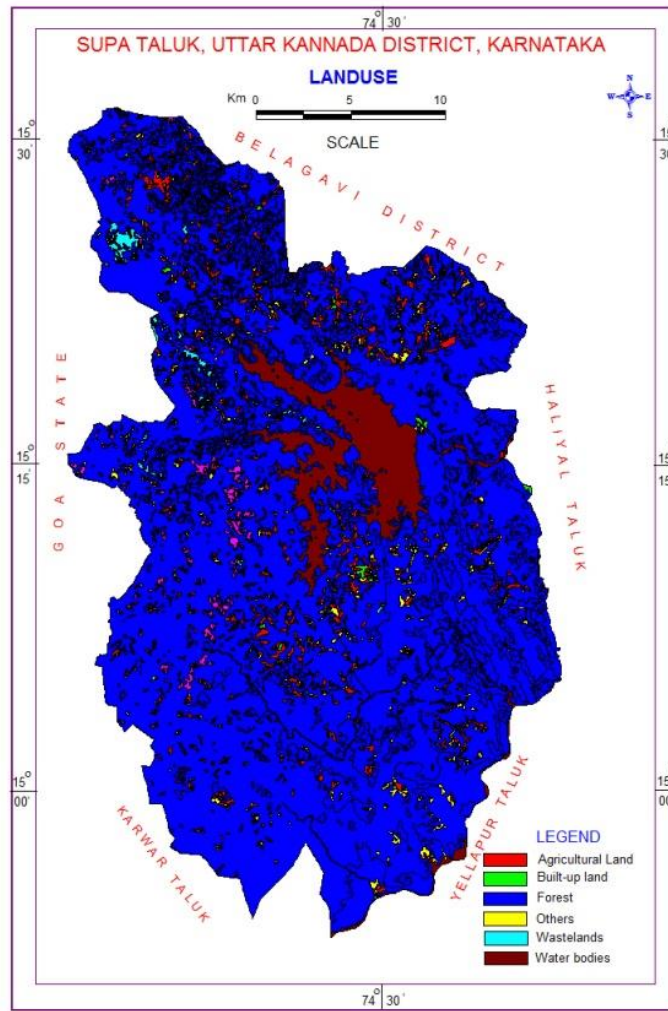 74° 30'
SUPA TALUK, UTTAR KANNADA DISTRICT, KARNATAKA
LANDUSE
Km 0 5 10
SCALE
N
W E
S
15° 30'
15° 30'
BELAGAVI DISTRICT
GOA STATE
HALIYAL TALUK
15° 15'
15° 15'
15° 00'
15° 00'
KARWAR TALUK
YELLAPUR TALUK
LEGEND
Agricultural Land
Built-up land
Forest
Others
Wastelands
Water bodies
74° 30'